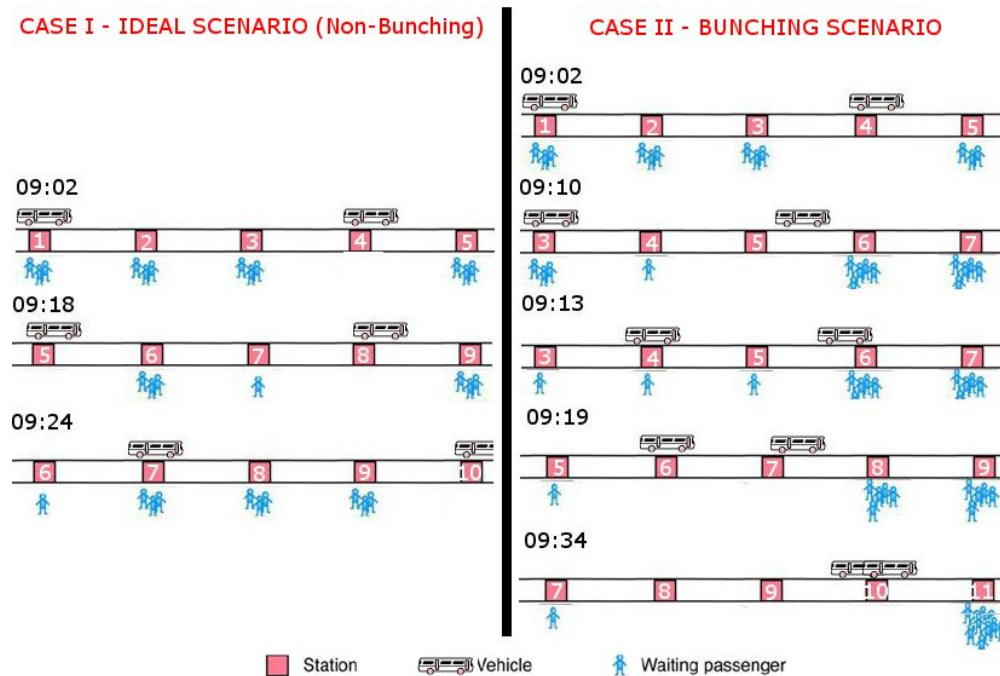 CASE I - IDEAL SCENARIO (Non-Bunching)
09:02
1 2 3 4 5
09:18
5 6 7 8 9
09:24
6 7 8 9 10
CASE II - BUNCHING SCENARIO
09:02
1 2 3 4 5
09:10
3 4 5 6 7
09:13
3 4 5 6 7
09:19
5 6 7 8 9
09:34
7 8 9 10 11
Station Vehicle Waiting passenger